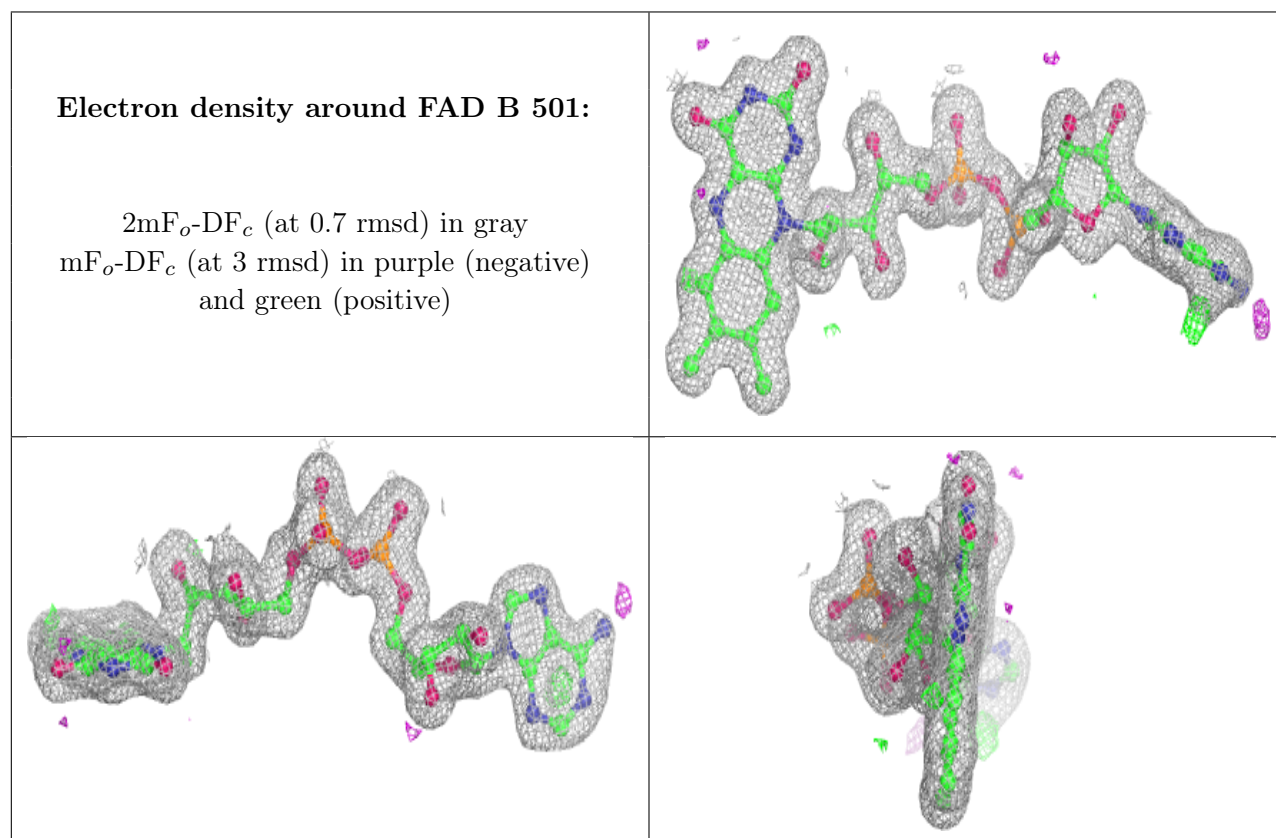 Electron density around FAD B 501:
2mFo-DFc (at 0.7 rmsd) in gray
mFo-DFc (at 3 rmsd) in purple (negative)
and green (positive)